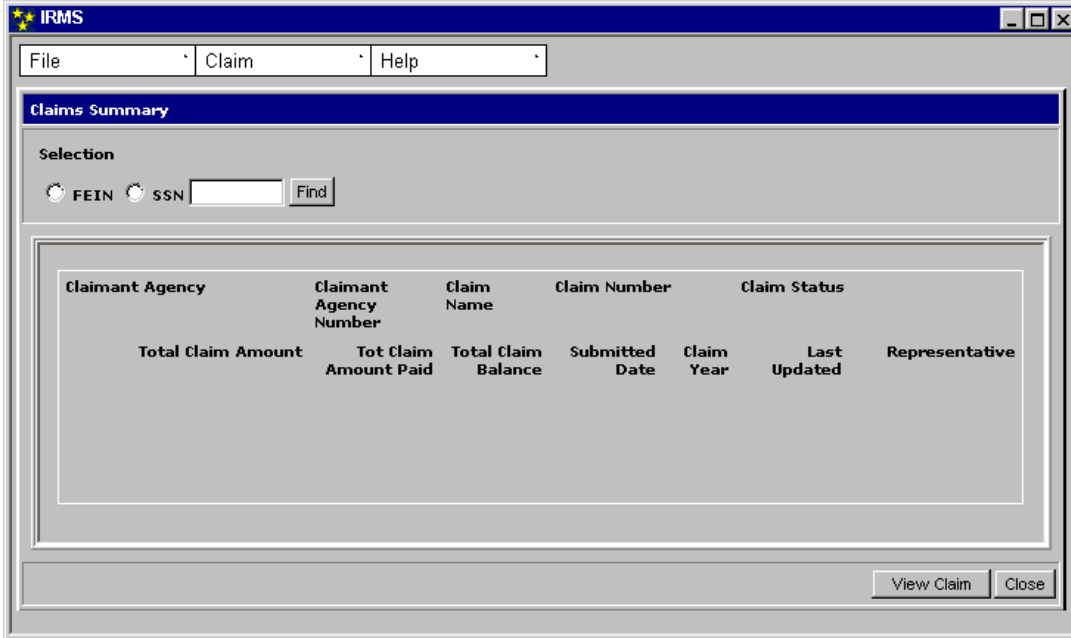 IRMS
File Claim Help
Claims Summary
Selection
FEIN SSN Find
Claimant Agency Claimant Agency Number Claim Name Claim Number Claim Status
Total Claim Amount Tot Claim Amount Paid Total Claim Balance Submitted Date Claim Year Last Updated Representative
View Claim Close